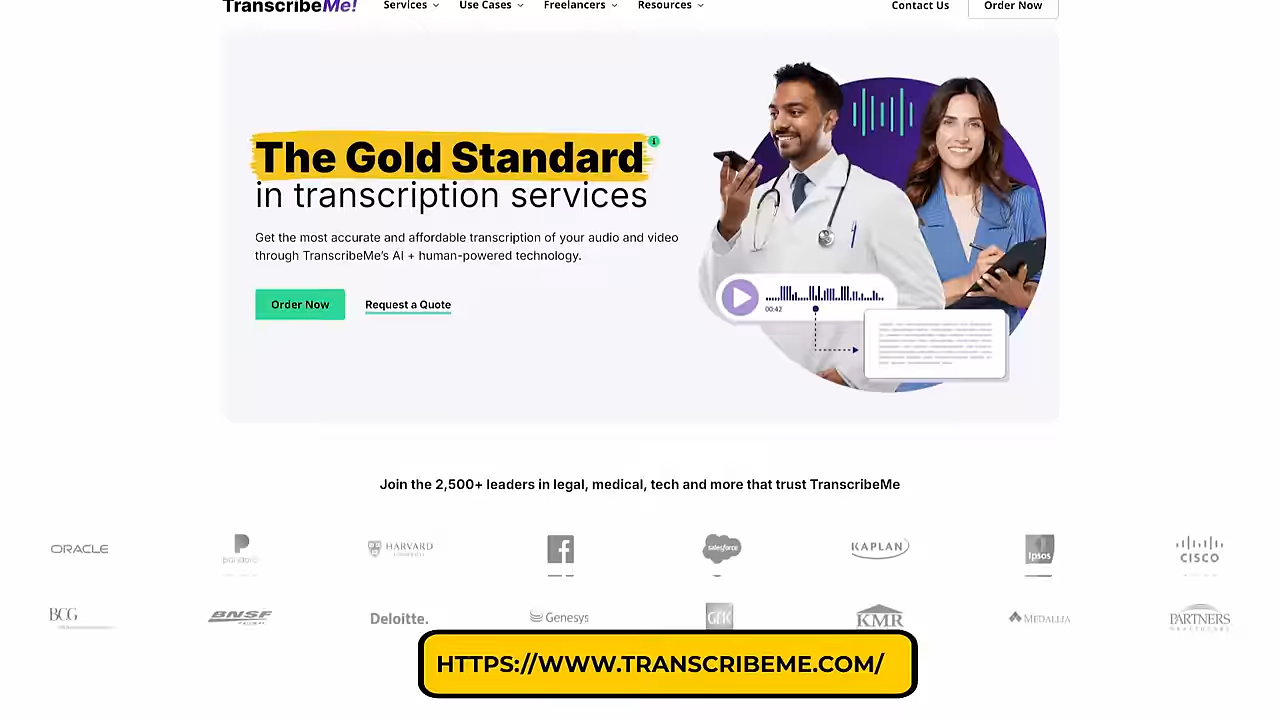 TranscribeMe!
Services
Use Cases
Freelancers
Resources
Contact Us
Order Now
The Gold Standard
in transcription services
Get the most accurate and affordable transcription of your audio and video
through TranscribeMe's AI + human-powered technology.
Order Now
Request a Quote
00:42
Join the 2,500+ leaders in legal, medical, tech and more that trust TranscribeMe
ORACLE
pandora
HARVARD
salesforce
KAPLAN
Ipsos
CISCO
BCG
BNSF
RAILWAY
Deloitte.
Genesys
GfK
KMR
MEDALLIA
PARTNERS
HTTPS://WWW.TRANSCRIBEME.COM/